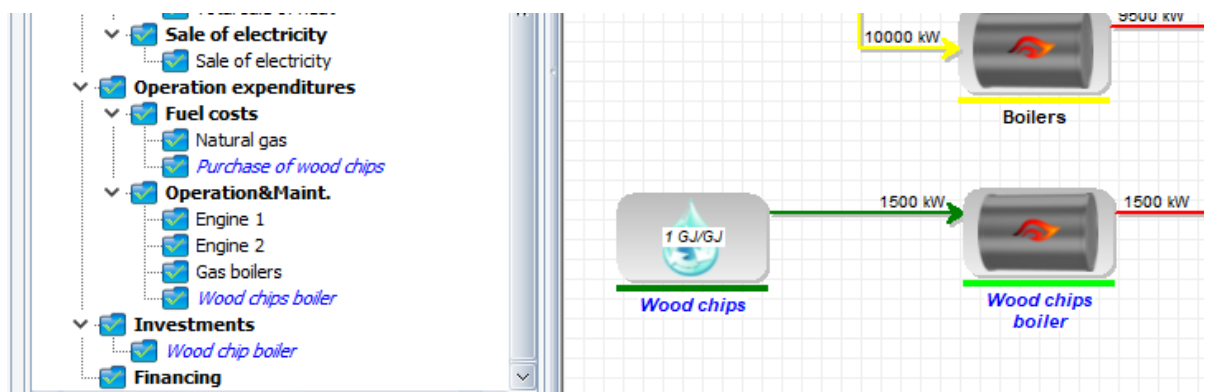 Sale of electricity
Sale of electricity
Operation expenditures
Fuel costs
Natural gas
Purchase of wood chips
Operation&Maint.
Engine 1
Engine 2
Gas boilers
Wood chips boiler
Investments
Wood chip boiler
Financing
10000 kW
9500 kW
Boilers
1 GJ/GJ
1500 kW
1500 kW
Wood chips
Wood chips
boiler